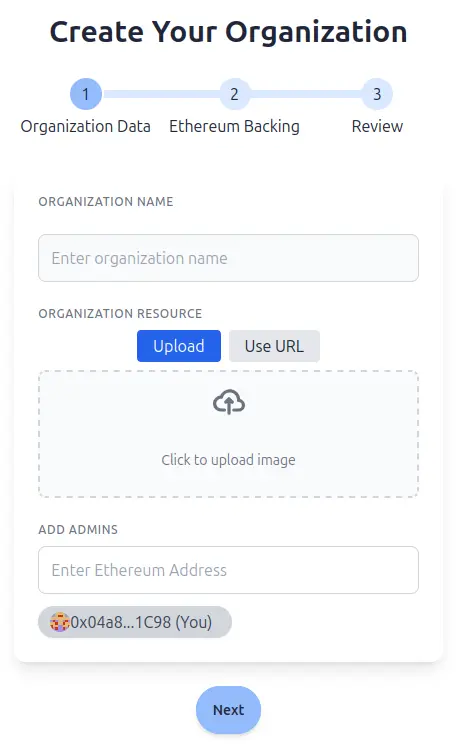 Create Your Organization
1 2 3
Organization Data Ethereum Backing Review
ORGANIZATION NAME
Enter organization name
ORGANIZATION RESOURCE
Upload Use URL
Click to upload image
ADD ADMINS
Enter Ethereum Address
0x04a8...1C98 (You)
Next